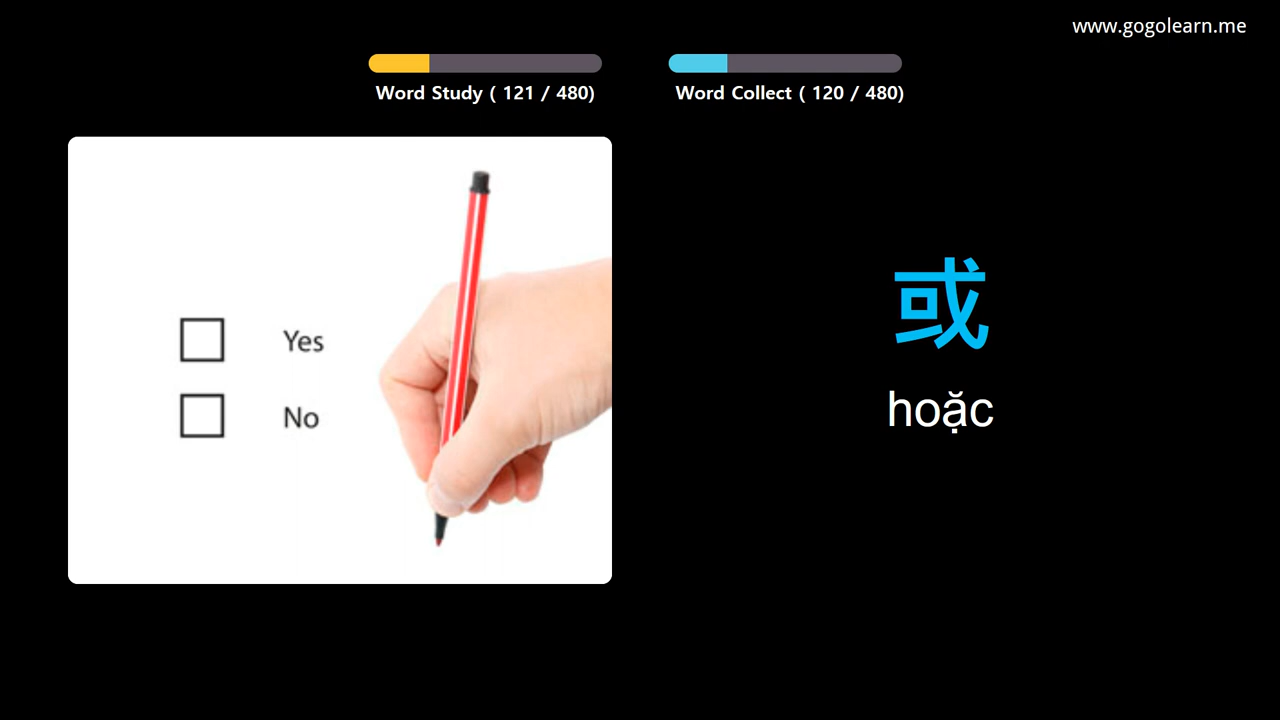 www.gogolearn.me
Word Study ( 121 / 480)
Word Collect ( 120 / 480)
Yes
No
或
hoặc